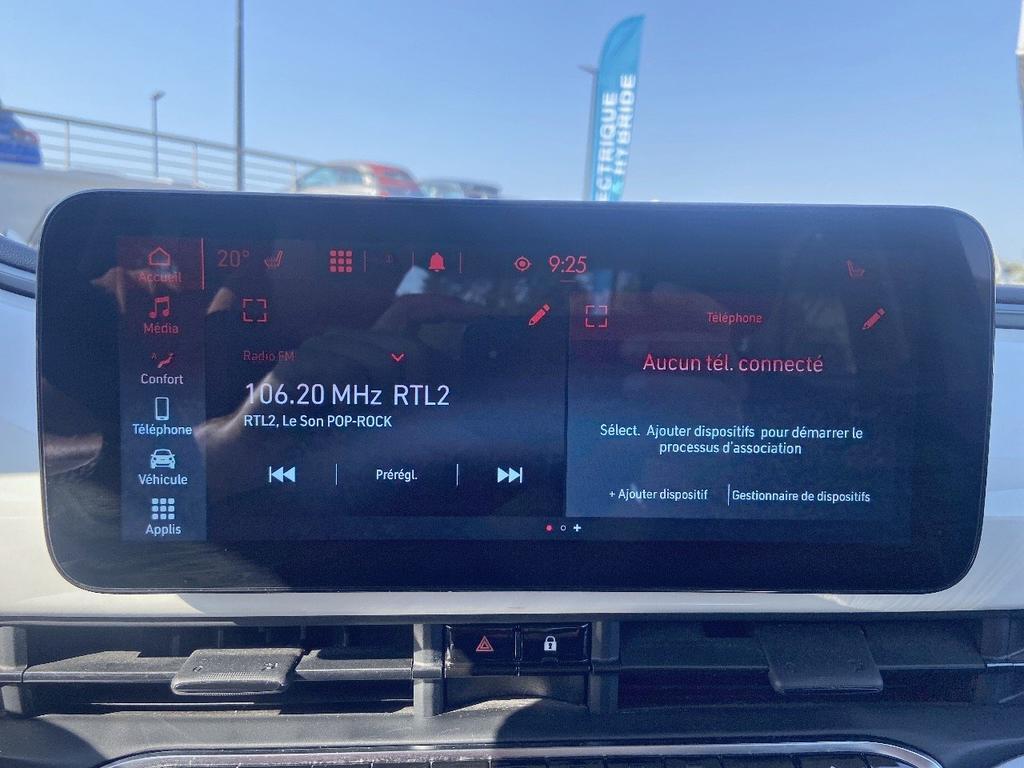 ECTRIQUE
HYBRIDE
Accueil
20°
9:25
Média
Confort
Téléphone
Véhicule
Applis
Radio FM
106.20 MHz RTL2
RTL2, Le Son POP-ROCK
Prérégl.
Téléphone
Aucun tél. connecté
Sélect. Ajouter dispositifs pour démarrer le
processus d'association
+ Ajouter dispositif
Gestionnaire de dispositifs